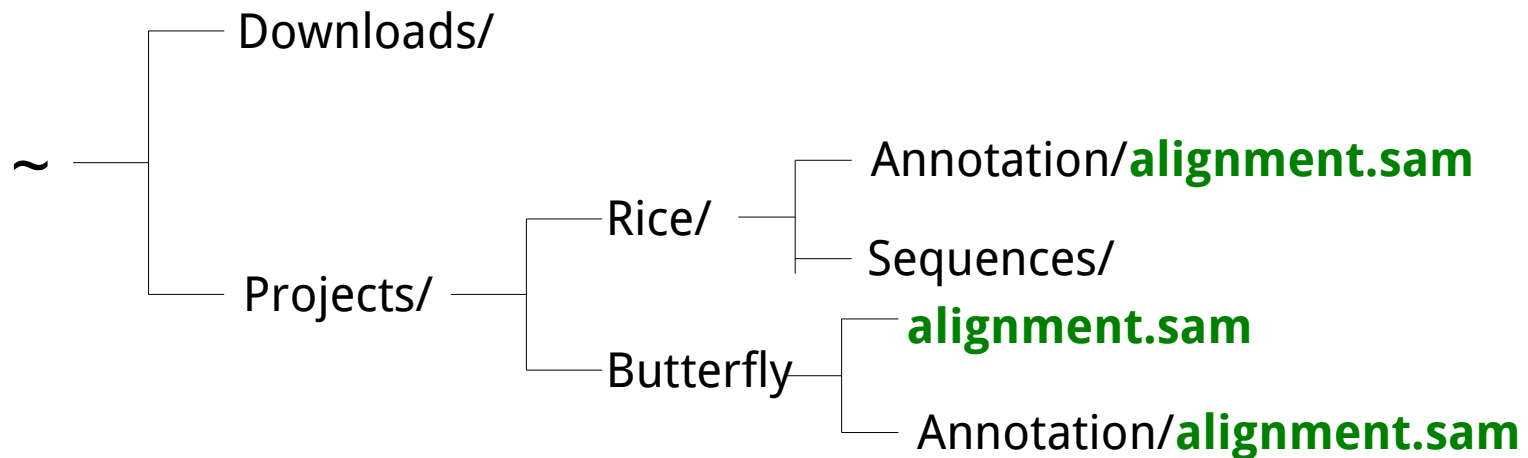 Downloads/
~
Annotation/alignment.sam
Rice/
Sequences/
Projects/
alignment.sam
Butterfly
Annotation/alignment.sam